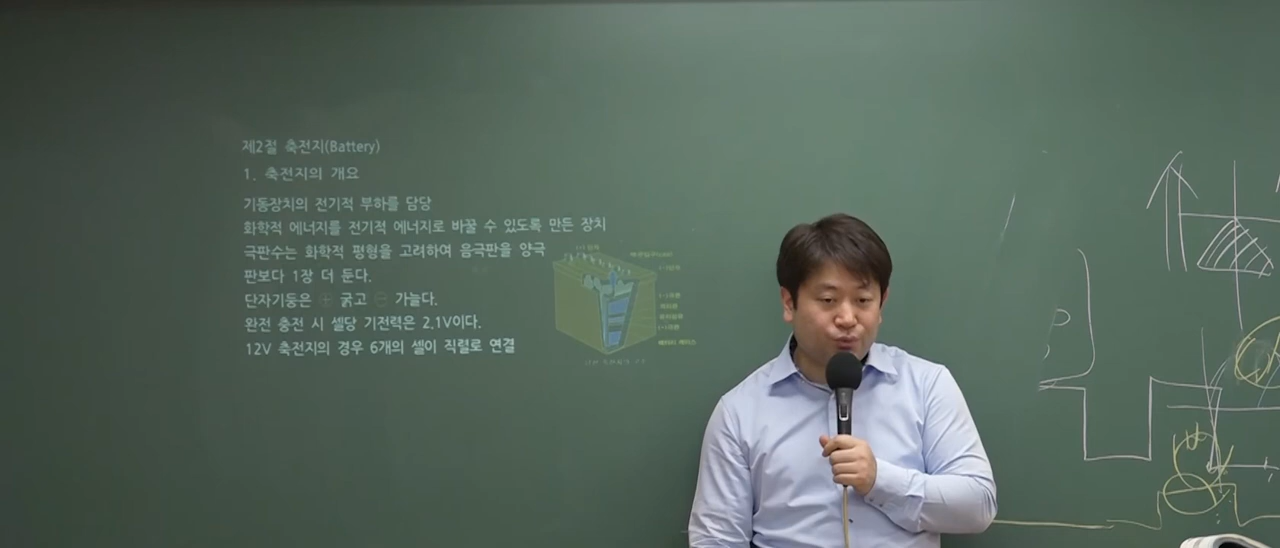 제2절 축전지(Battery)
1. 축전지의 개요
기동장치의 전기적 부하를 담당
화학적 에너지를 전기적 에너지로 바꿀 수 있도록 만든 장치
극판수는 화학적 평형을 고려하여 음극판을 양극
판보다 1장 더 둔다.
단자기둥은 ⊕ 굵고 ⊖ 가늘다.
완전 충전 시 셀당 기전력은 2.1V이다.
12V 축전지의 경우 6개의 셀이 직렬로 연결
P